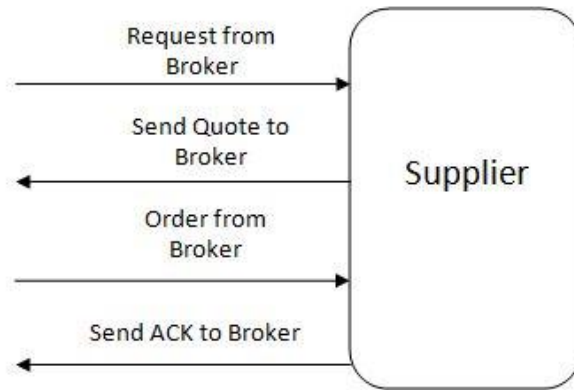 Request from
Broker
Send Quote to
Broker
Supplier
Order from
Broker
Send ACK to Broker